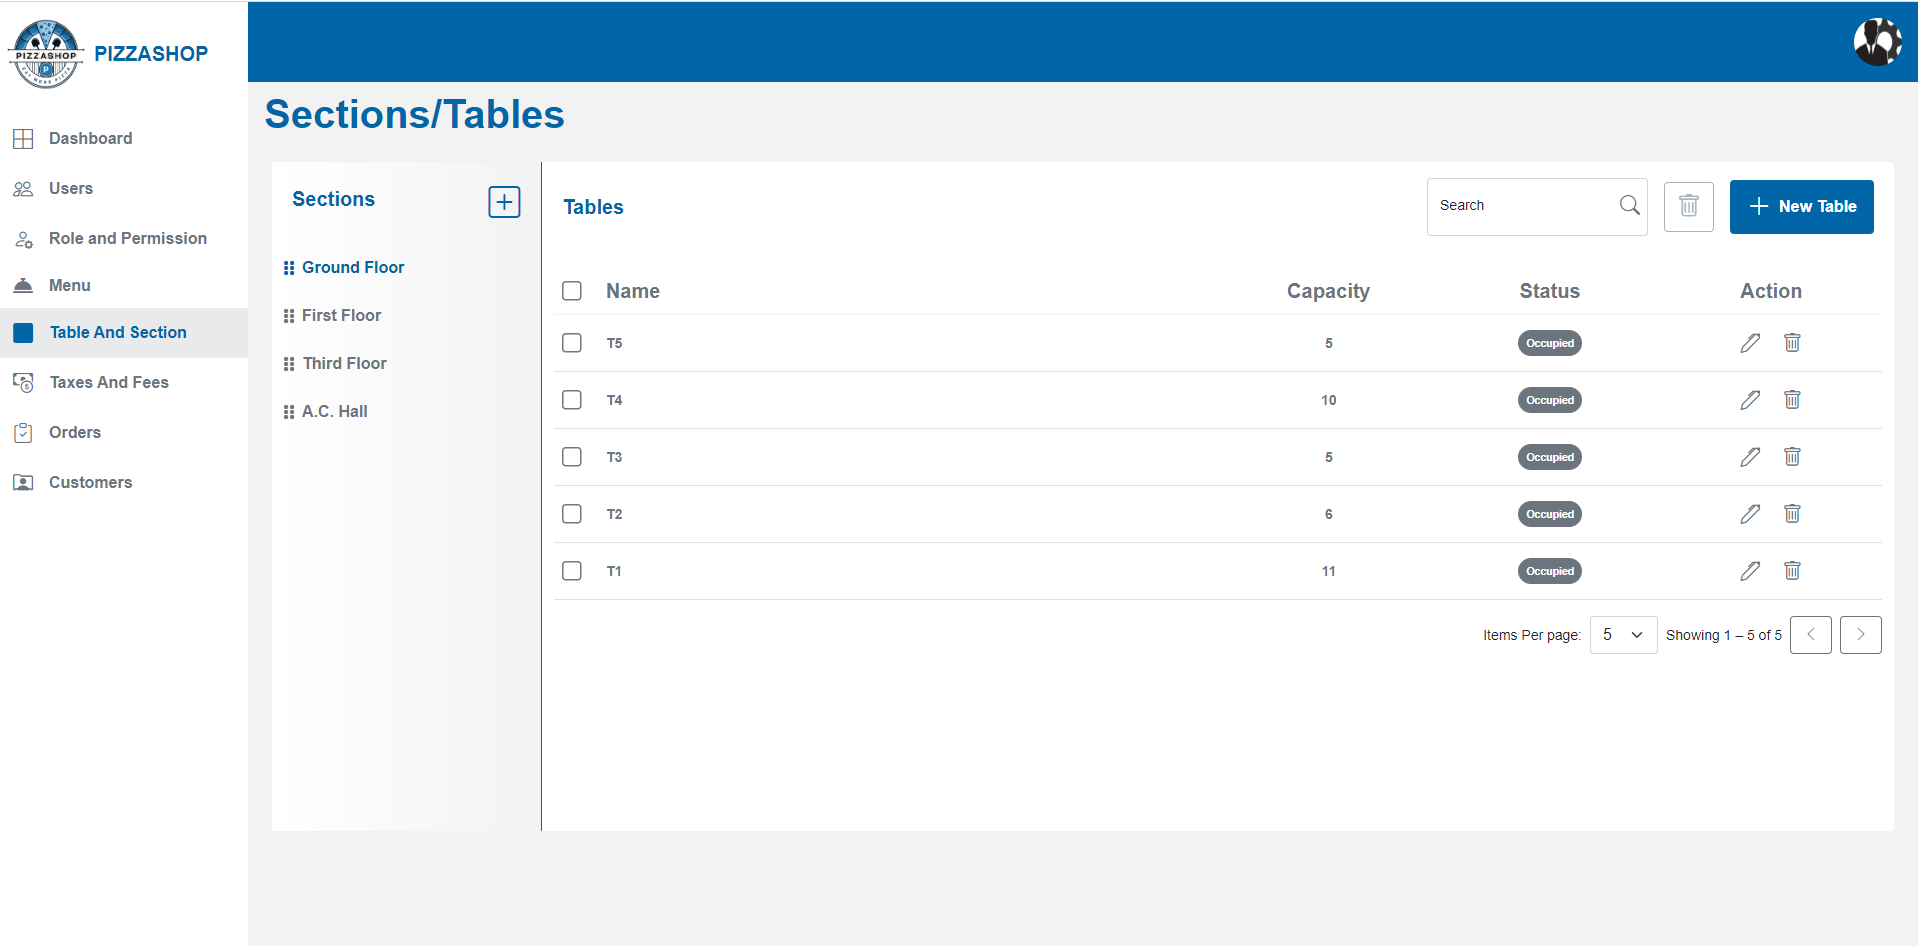 PIZZASHOP
EAT MORE PIZZA
P
PIZZASHOP
Dashboard
Users
Role and Permission
Menu
Table And Section
Taxes And Fees
Orders
Customers
Sections/Tables
Sections
Ground Floor
First Floor
Third Floor
A.C. Hall
Tables
Search
New Table
Name Capacity Status Action
T5 5 Occupied
T4 10 Occupied
T3 5 Occupied
T2 6 Occupied
T1 11 Occupied
Items Per page: 5 Showing 1 – 5 of 5